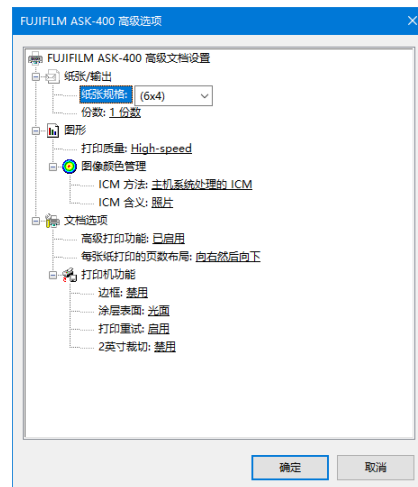 FUJIFILM ASK-400 高级选项
FUJIFILM ASK-400 高级文档设置
纸张/输出
纸张规格: (6x4)
份数: 1 份数
图形
打印质量: High-speed
图像颜色管理
ICM 方法: 主机系统处理的 ICM
ICM 含义: 照片
文档选项
高级打印功能: 已启用
每张纸打印的页数布局: 向右然后向下
打印机功能
边框: 禁用
涂层表面: 光面
打印重试: 启用
2英寸裁切: 禁用
确定 取消